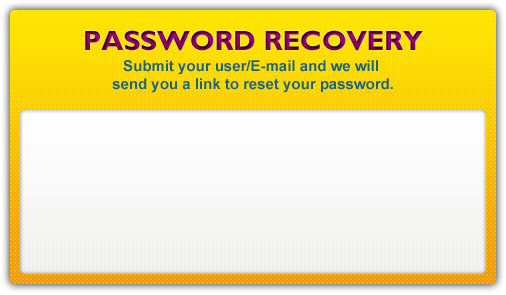 PASSWORD RECOVERY
Submit your user/E-mail and we will
send you a link to reset your password.